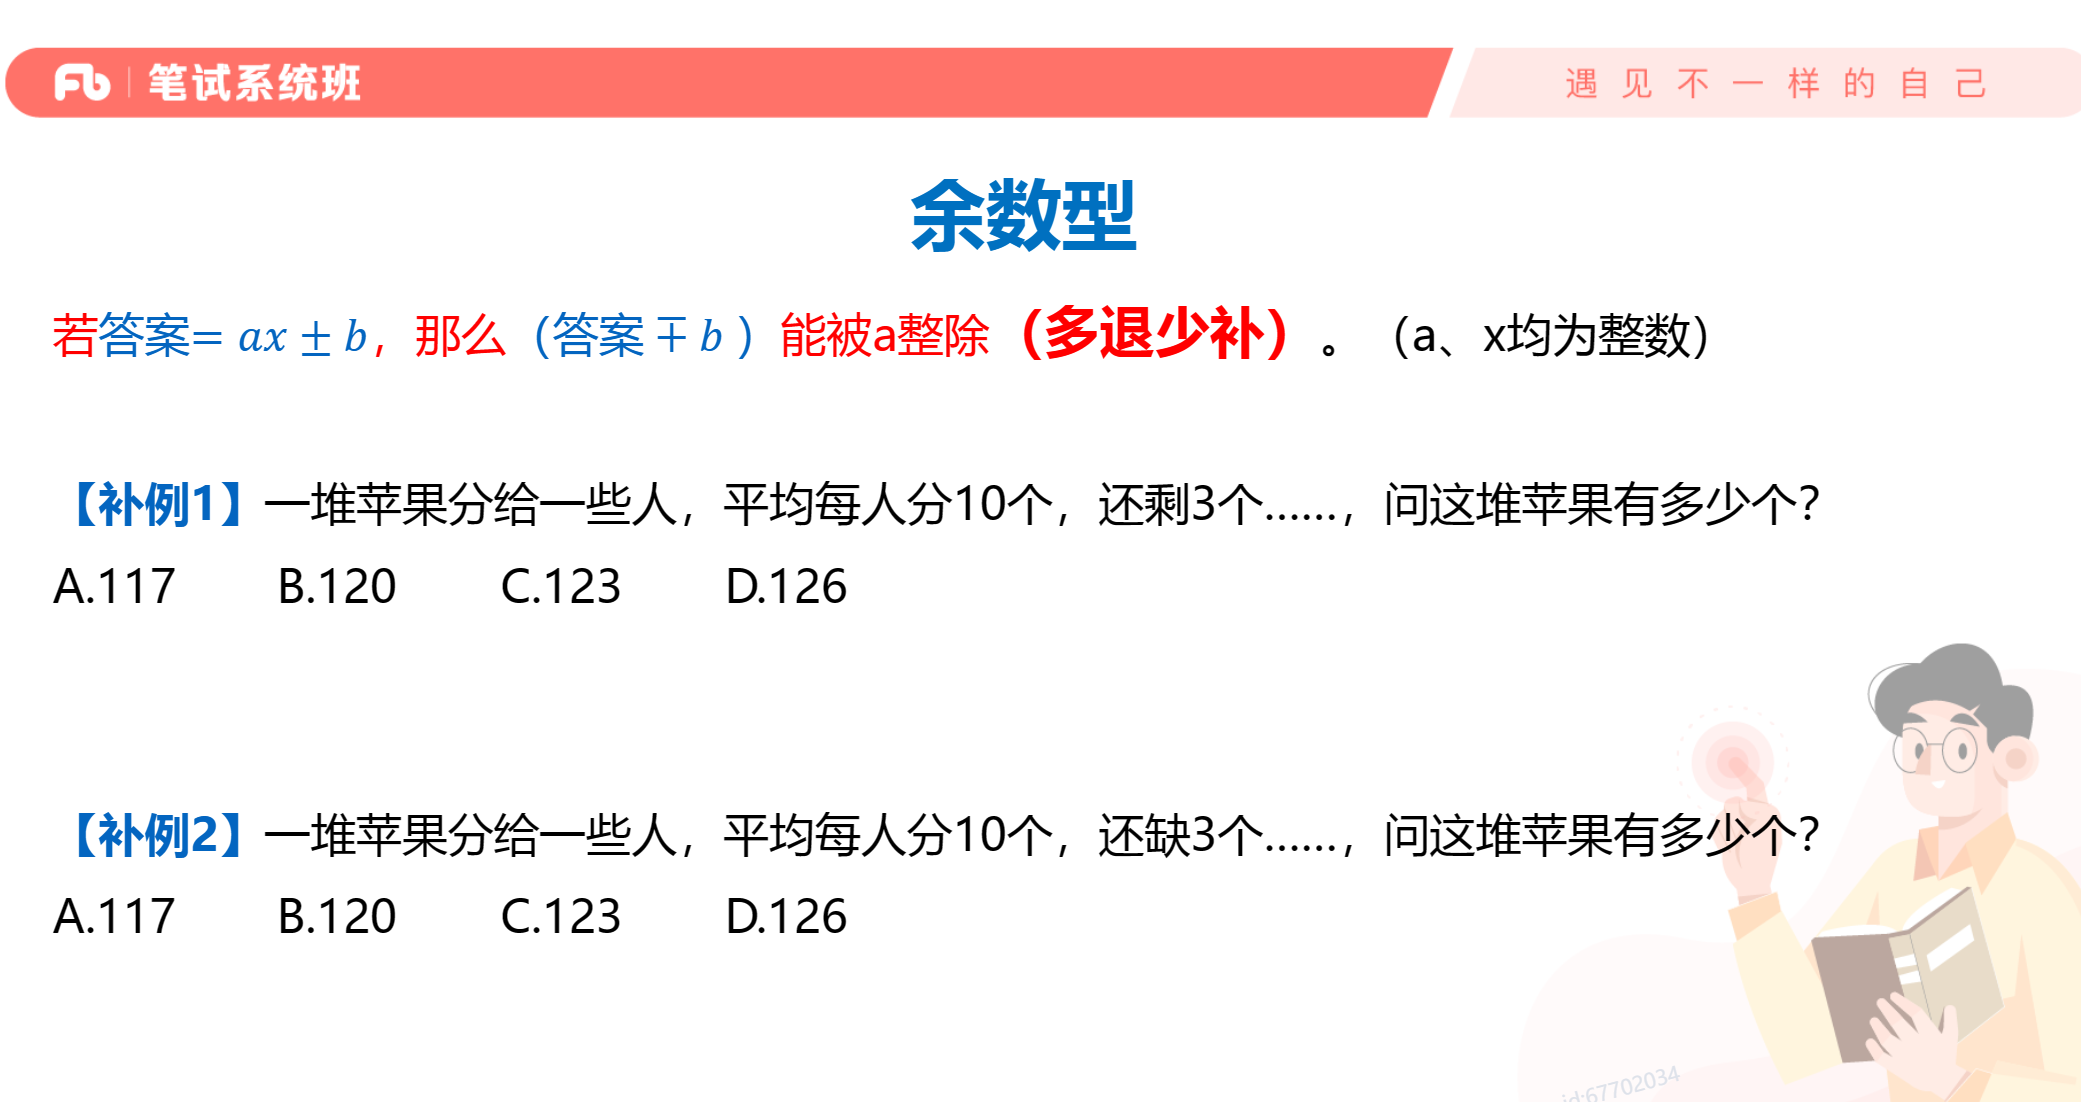 Fb 笔试系统班
遇见不一样的自己
余数型
若答案= ax ± b，那么（答案 ∓ b ）能被a整除（多退少补）。（a、x均为整数）
【补例1】一堆苹果分给一些人，平均每人分10个，还剩3个……，问这堆苹果有多少个？
A.117 B.120 C.123 D.126
【补例2】一堆苹果分给一些人，平均每人分10个，还缺3个……，问这堆苹果有多少个？
A.117 B.120 C.123 D.126
id:67702034